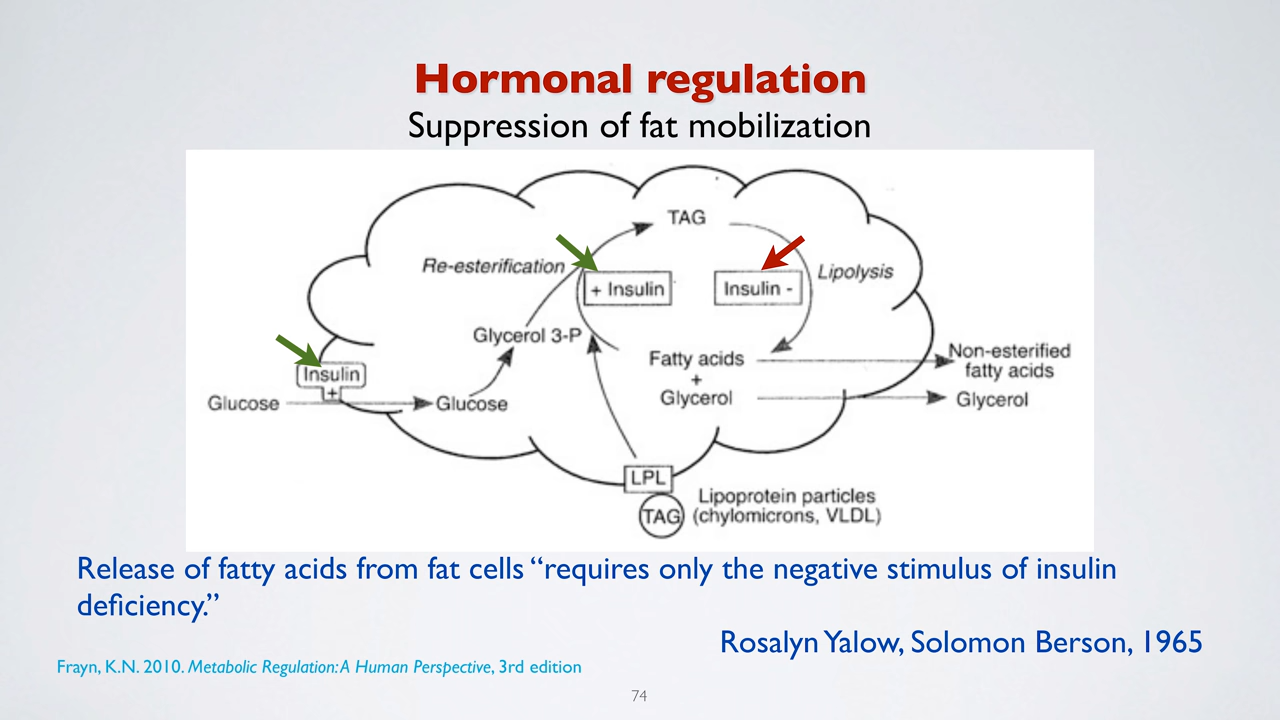 Hormonal regulation
Suppression of fat mobilization
TAG
Re-esterification
Lipolysis
+ Insulin
Insulin -
Glycerol 3-P
Fatty acids
+
Glycerol
Non-esterified
fatty acids
Glycerol
Insulin
+
Glucose
Glucose
LPL
TAG
Lipoprotein particles
(chylomicrons, VLDL)
Release of fatty acids from fat cells “requires only the negative stimulus of insulin
deficiency.”
Rosalyn Yalow, Solomon Berson, 1965
Frayn, K.N. 2010. Metabolic Regulation: A Human Perspective, 3rd edition
74